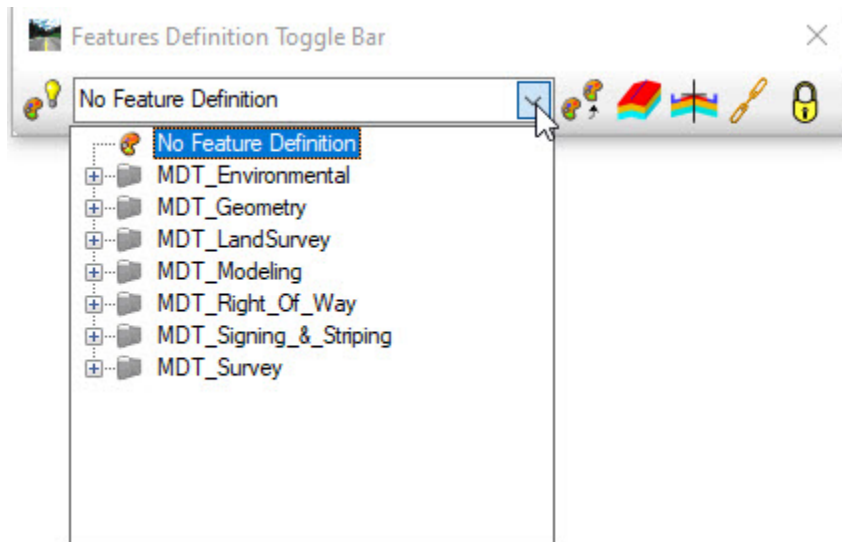 Features Definition Toggle Bar
No Feature Definition
No Feature Definition
MDT_Environmental
MDT_Geometry
MDT_LandSurvey
MDT_Modeling
MDT_Right_Of_Way
MDT_Signing_&_Striping
MDT_Survey